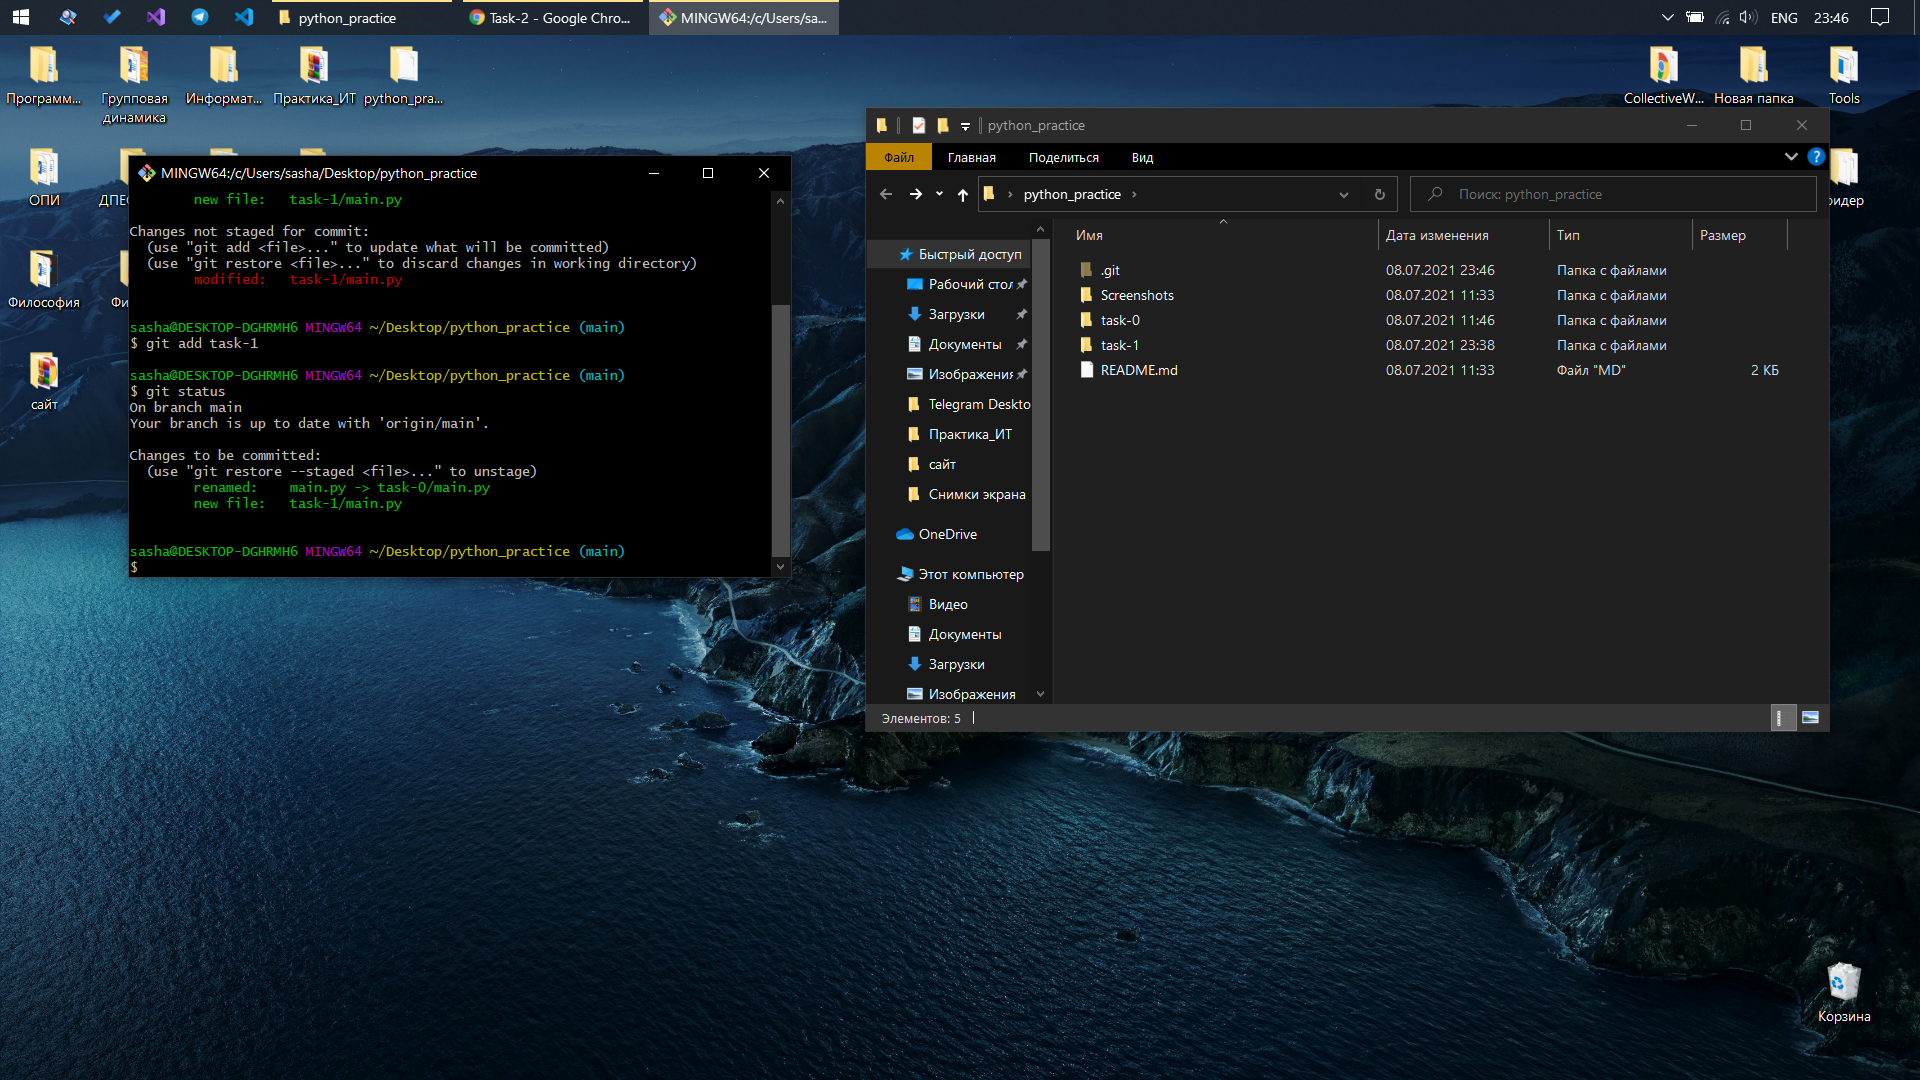 python_practice
Task-2 - Google Chro...
MINGW64:/c/Users/sa...
ENG
23:46
Программ...
Групповая
динамика
Информат...
Практика_ИТ
python_pra...
CollectiveW...
Новая папка
Tools
ОПИ
Философия
сайт
Корзина
MINGW64:/c/Users/sasha/Desktop/python_practice
new file:   task-1/main.py
Changes not staged for commit:
(use "git add <file>..." to update what will be committed)
(use "git restore <file>..." to discard changes in working directory)
modified:   task-1/main.py
sasha@DESKTOP-DGHRMH6 MINGW64 ~/Desktop/python_practice (main)
$ git add task-1
sasha@DESKTOP-DGHRMH6 MINGW64 ~/Desktop/python_practice (main)
$ git status
On branch main
Your branch is up to date with 'origin/main'.
Changes to be committed:
(use "git restore --staged <file>..." to unstage)
renamed:    main.py -> task-0/main.py
new file:   task-1/main.py
sasha@DESKTOP-DGHRMH6 MINGW64 ~/Desktop/python_practice (main)
$
python_practice
Файл
Главная
Поделиться
Вид
python_practice
Поиск: python_practice
Быстрый доступ
Рабочий стол
Загрузки
Документы
Изображения
Telegram Deskto
Практика_ИТ
сайт
Снимки экрана
OneDrive
Этот компьютер
Видео
Документы
Загрузки
Изображения
Имя Дата изменения Тип Размер
.git 08.07.2021 23:46 Папка с файлами
Screenshots 08.07.2021 11:33 Папка с файлами
task-0 08.07.2021 11:46 Папка с файлами
task-1 08.07.2021 23:38 Папка с файлами
README.md 08.07.2021 11:33 Файл "MD" 2 КБ
Элементов: 5